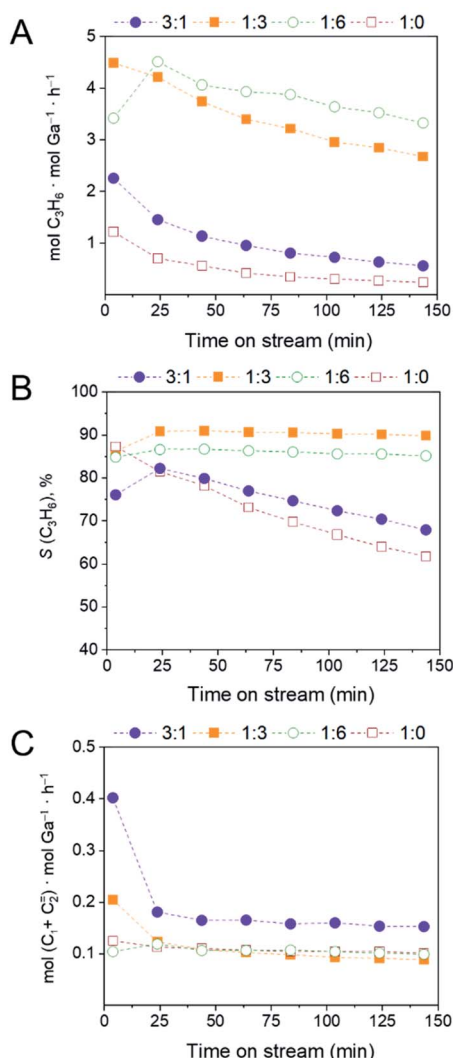 A
3:1 1:3 1:6 1:0
5
4
3
2
1
mol C₃H₆ · mol Ga⁻¹ · h⁻¹
0 25 50 75 100 125 150
Time on stream (min)
B
3:1 1:3 1:6 1:0
100
90
80
70
60
50
40
S (C₃H₆), %
0 25 50 75 100 125 150
Time on stream (min)
C
3:1 1:3 1:6 1:0
0.5
0.4
0.3
0.2
0.1
mol (C₁ + C₂⁼) · mol Ga⁻¹ · h⁻¹
0 25 50 75 100 125 150
Time on stream (min)